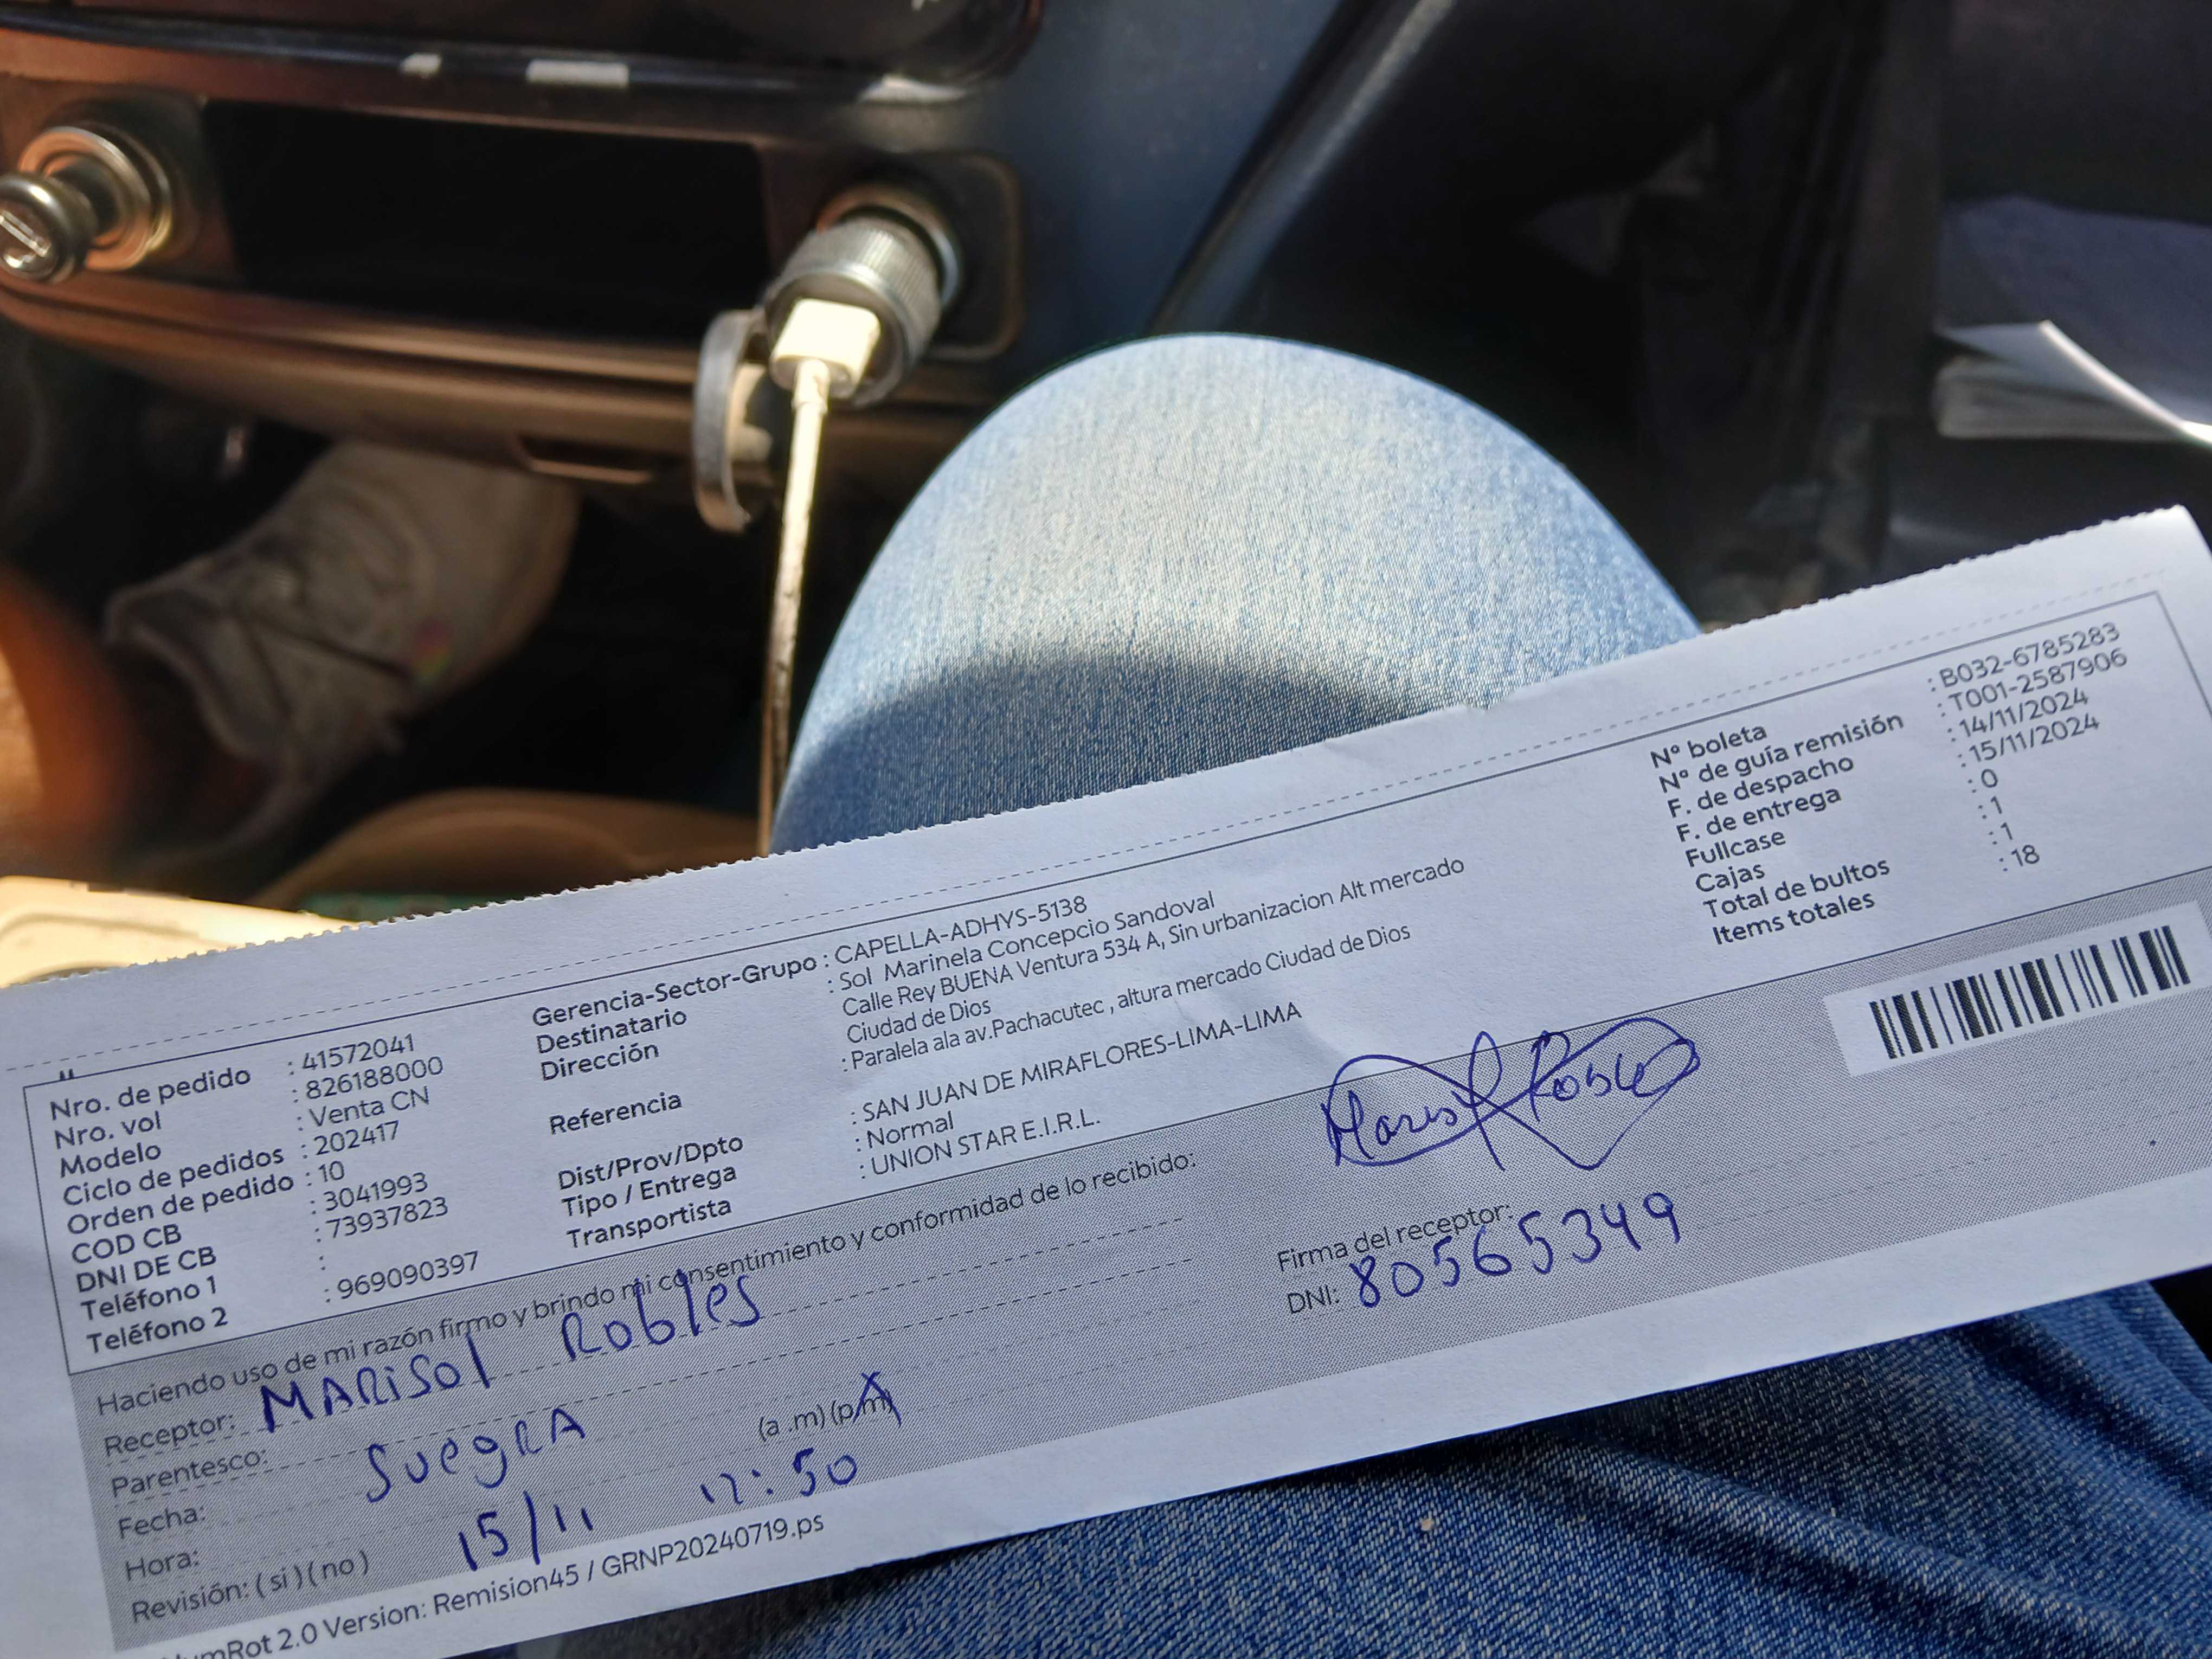 Nro. de pedido : 41572041
Nro. vol : 826188000
Modelo : Venta CN
Ciclo de pedidos : 202417
Orden de pedido : 10
COD CB : 3041993
DNI DE CB : 73937823
Teléfono 1 :
Teléfono 2 : 969090397
Gerencia-Sector-Grupo : CAPELLA-ADHYS-5138
Destinatario : Sol Marinela Concepcio Sandoval
Dirección Calle Rey BUENA Ventura 534 A, Sin urbanizacion Alt mercado
Ciudad de Dios
Referencia : Paralela ala av.Pachacutec , altura mercado Ciudad de Dios
Dist/Prov/Dpto : SAN JUAN DE MIRAFLORES-LIMA-LIMA
Tipo / Entrega : Normal
Transportista : UNION STAR E.I.R.L.
N° boleta : B032-6785283
N° de guía remisión : T001-2587906
F. de despacho : 14/11/2024
F. de entrega : 15/11/2024
Fullcase : 0
Cajas : 1
Total de bultos : 1
Items totales : 18
Haciendo uso de mi razón firmo y brindo mi consentimiento y conformidad de lo recibido:
Receptor: MARISOl RoblES
Parentesco: SuegRA
Fecha: 15/11
Hora: 12:50 (a .m) (p.m)
Revisión: ( si ) ( no )
Firma del receptor:
DNI: 80565349
2.0 Version: Remision45 / GRNP20240719.ps